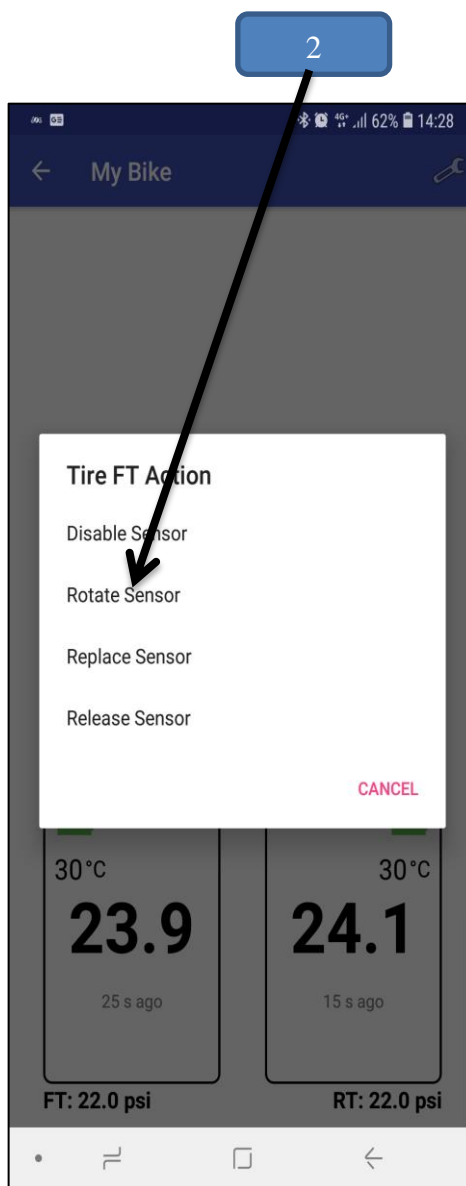 2
62% 14:28
My Bike
Tire FT Action
Disable Sensor
Rotate Sensor
Replace Sensor
Release Sensor
CANCEL
30°C 30°C
23.9 24.1
25 s ago 15 s ago
FT: 22.0 psi RT: 22.0 psi